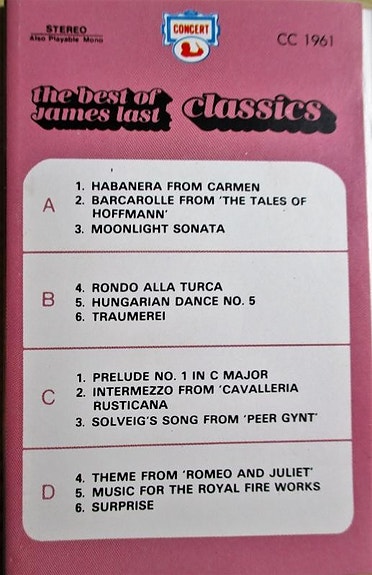 STEREO
Also Playable Mono
CONCERT
CC 1961
the best of
james last
classics
A
1. HABANERA FROM CARMEN
2. BARCAROLLE FROM 'THE TALES OF
HOFFMANN'
3. MOONLIGHT SONATA
B
4. RONDO ALLA TURCA
5. HUNGARIAN DANCE NO. 5
6. TRAUMEREI
C
1. PRELUDE NO. 1 IN C MAJOR
2. INTERMEZZO FROM 'CAVALLERIA
RUSTICANA
3. SOLVEIG'S SONG FROM 'PEER GYNT'
D
4. THEME FROM 'ROMEO AND JULIET'
5. MUSIC FOR THE ROYAL FIRE WORKS
6. SURPRISE